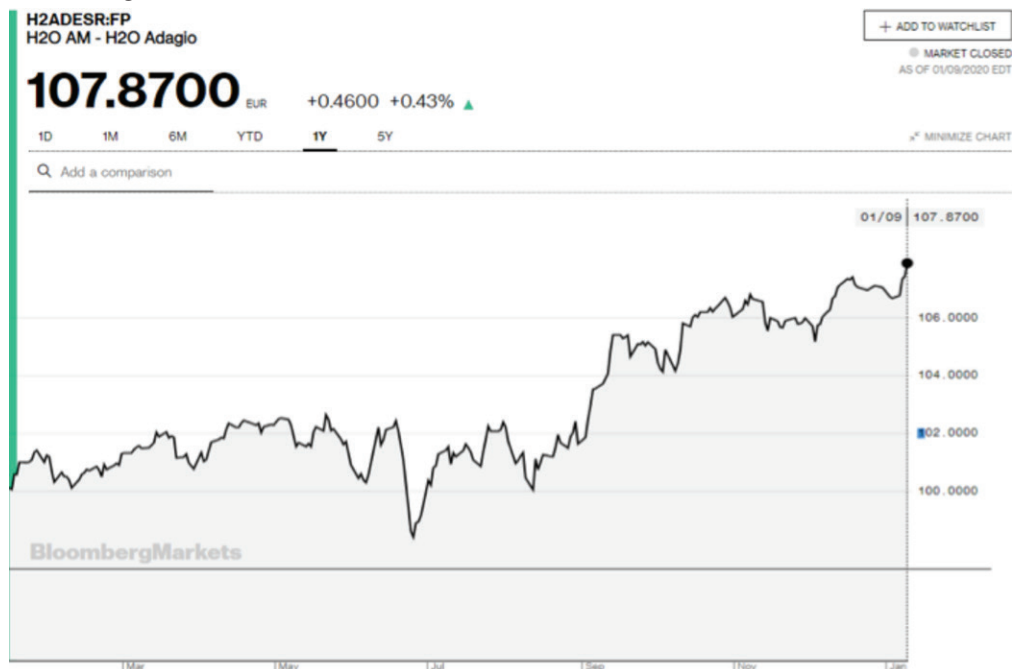 H2ADESR:FP
H2O AM - H2O Adagio
+ ADD TO WATCHLIST
MARKET CLOSED
AS OF 01/09/2020 EDT
107.8700 EUR +0.4600 +0.43% ▲
1D 1M 6M YTD 1Y 5Y
MINIMIZE CHART
Add a comparison
01/09 107.8700
106.0000
104.0000
102.0000
100.0000
BloombergMarkets
Mar May Jul Sep Nov Jan